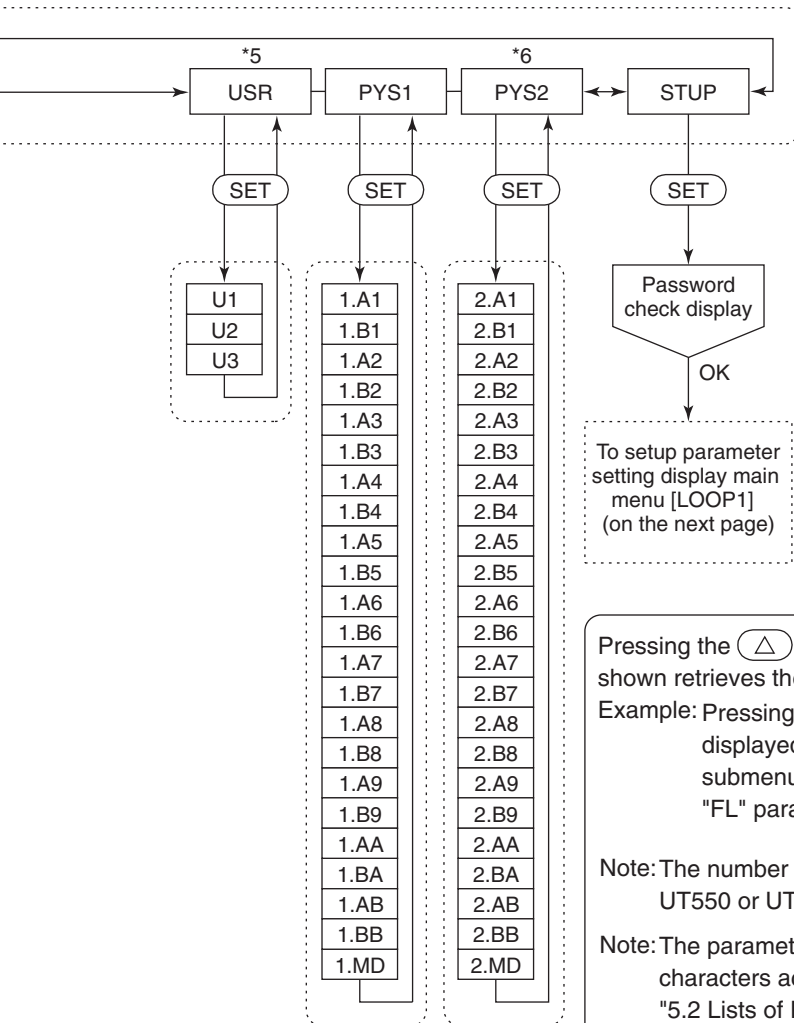 *5
*6
USR
PYS1
PYS2
STUP
SET
SET
SET
SET
U1
U2
U3
1.A1
1.B1
1.A2
1.B2
1.A3
1.B3
1.A4
1.B4
1.A5
1.B5
1.A6
1.B6
1.A7
1.B7
1.A8
1.B8
1.A9
1.B9
1.AA
1.BA
1.AB
1.BB
1.MD
2.A1
2.B1
2.A2
2.B2
2.A3
2.B3
2.A4
2.B4
2.A5
2.B5
2.A6
2.B6
2.A7
2.B7
2.A8
2.B8
2.A9
2.B9
2.AA
2.BA
2.AB
2.BB
2.MD
Password
check display
OK
To setup parameter
setting display main
menu [LOOP1]
(on the next page)
Pressing the △
shown retrieves the
Example: Pressing
displayed
submenu
"FL" para
Note: The number
UT550 or UT
Note: The paramet
characters ac
"5.2 Lists of